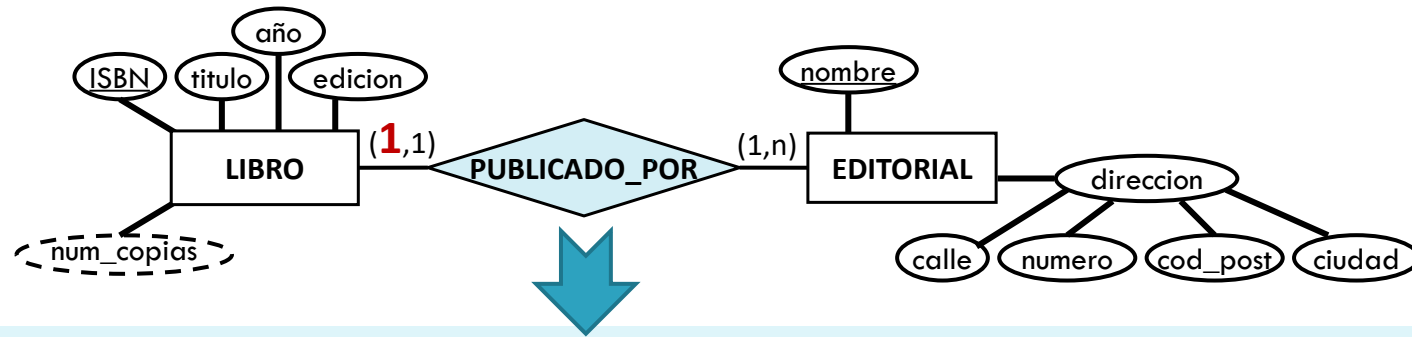 año
ISBN
titulo
edicion
nombre
(1,1)
(1,n)
LIBRO
PUBLICADO_POR
EDITORIAL
direccion
num_copias
calle
numero
cod_post
ciudad